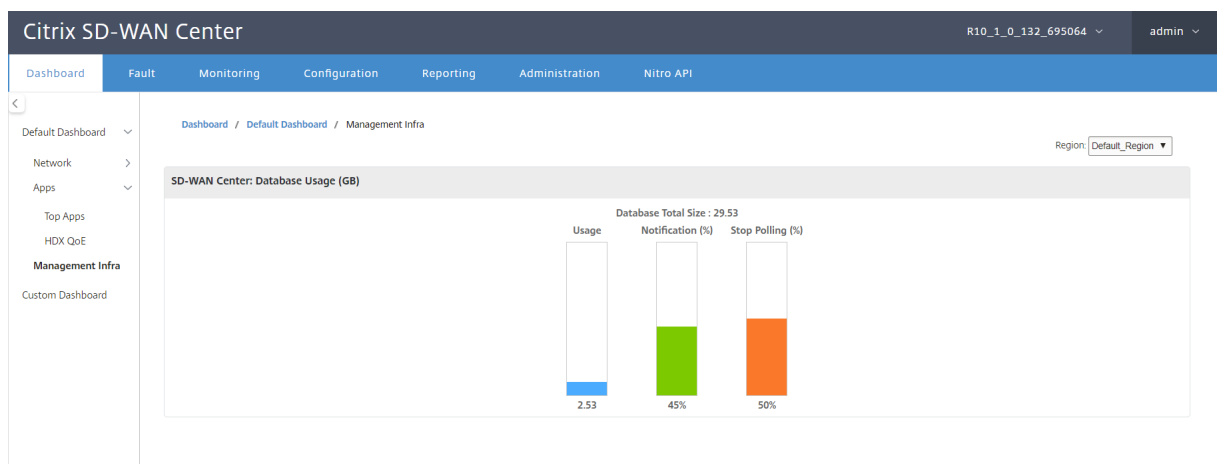 Citrix SD-WAN Center
R10_1_0_132_695064
admin
Dashboard Fault Monitoring Configuration Reporting Administration Nitro API
Default Dashboard
Network
Apps
Top Apps
HDX QoE
Management Infra
Custom Dashboard
Dashboard / Default Dashboard / Management Infra
Region: Default_Region
SD-WAN Center: Database Usage (GB)
Database Total Size : 29.53
Usage Notification (%) Stop Polling (%)
2.53 45% 50%